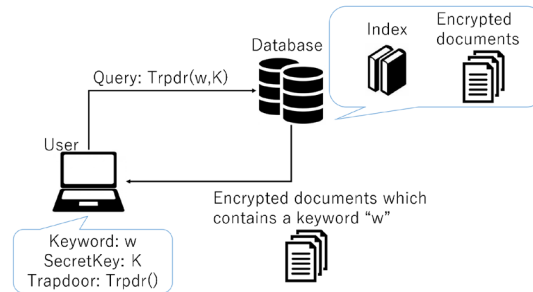 Database
Index
Encrypted
documents
Query: Trpdr(w,K)
User
Encrypted documents which
contains a keyword “w”
Keyword: w
SecretKey: K
Trapdoor: Trpdr()